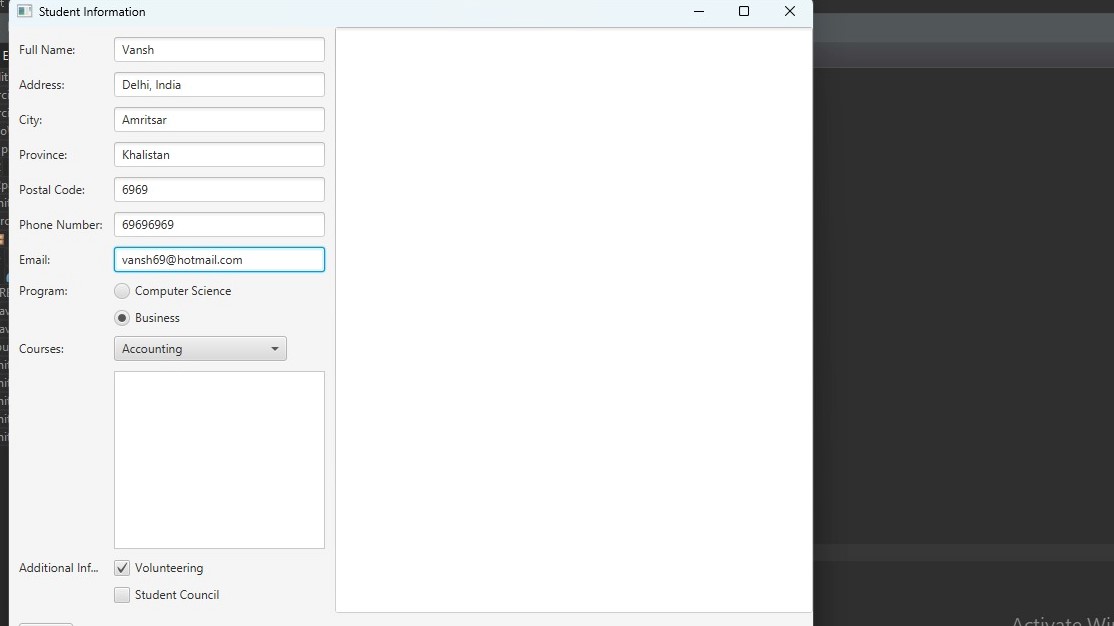 Student Information
Full Name: Vansh
Address: Delhi, India
City: Amritsar
Province: Khalistan
Postal Code: 6969
Phone Number: 69696969
Email: vansh69@hotmail.com
Program: Computer Science
Business
Courses: Accounting
Additional Inf... Volunteering
Student Council
Activate Wi